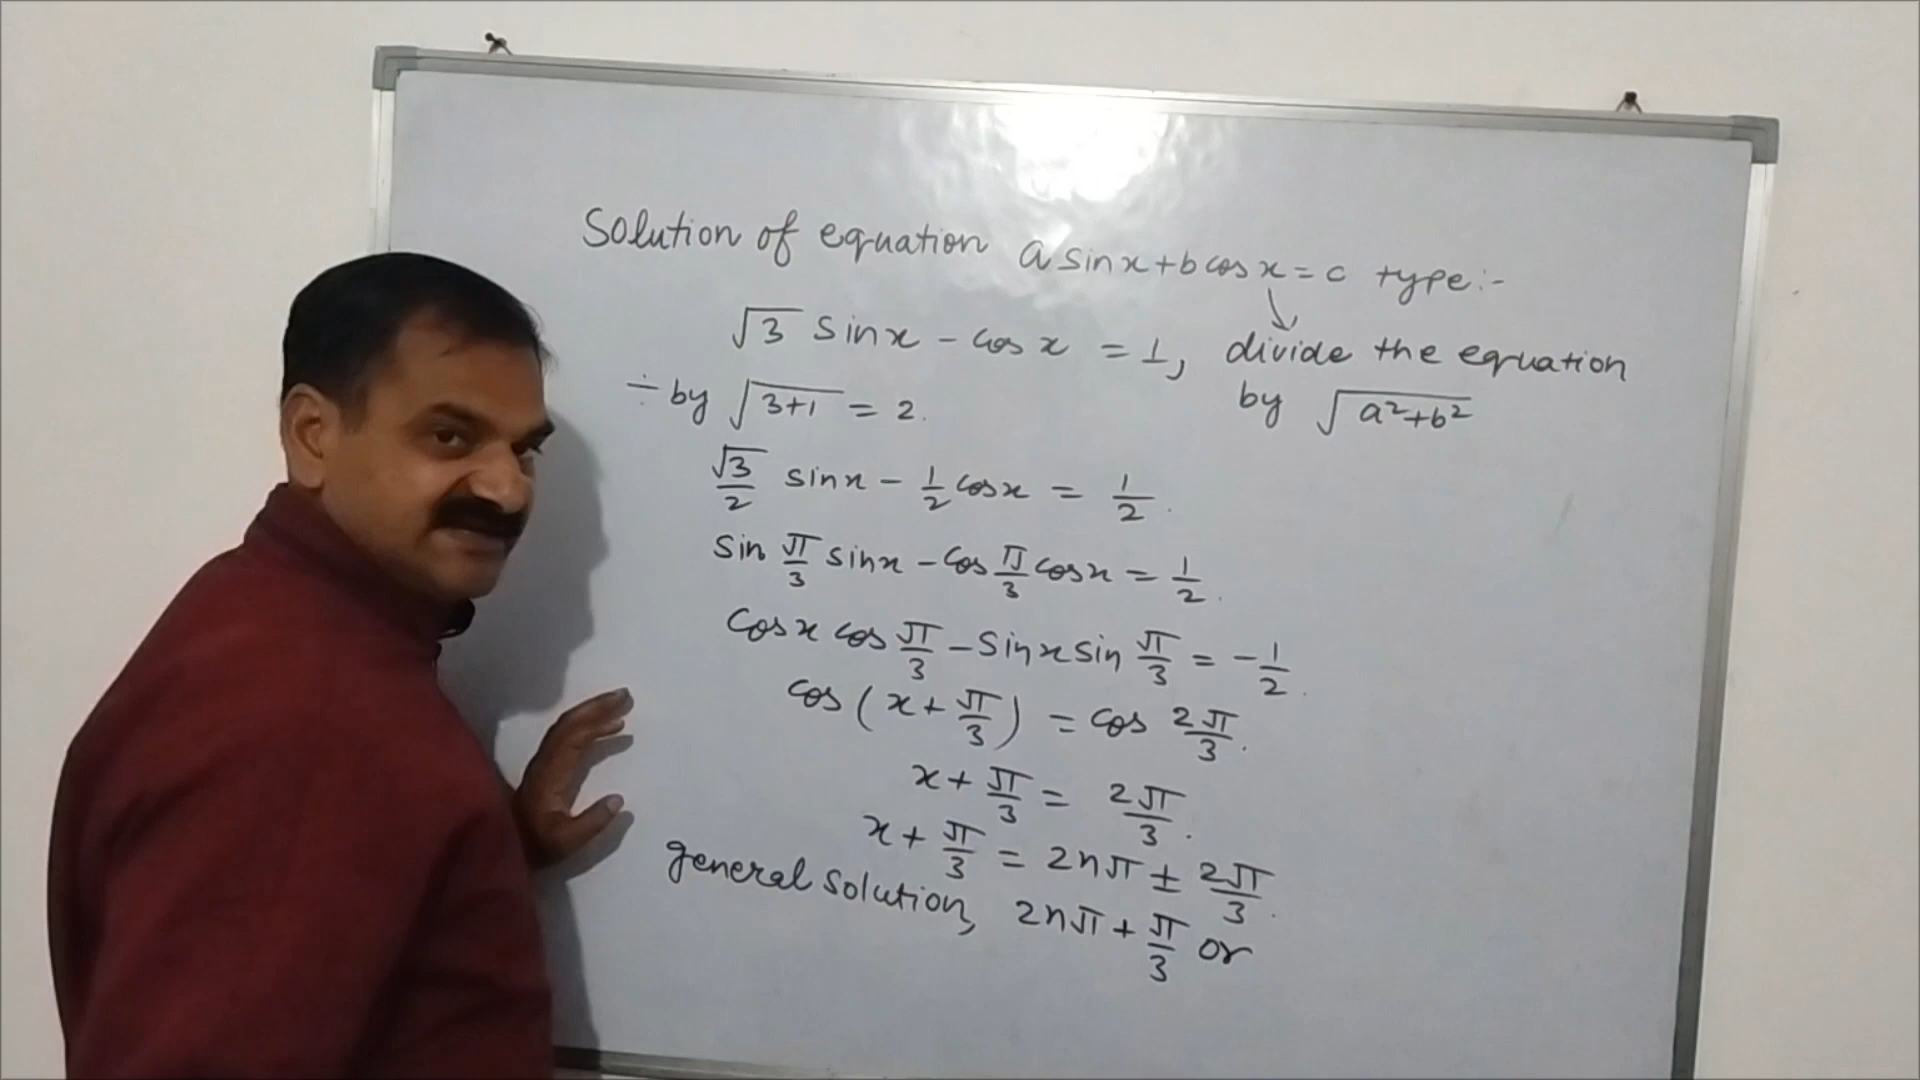 Solution of equation a sinx+bcosx=c type:-
√3 sinx - cosx = 1, divide the equation
÷ by √3+1 = 2. by √a²+b²
√3/2 sinx - 1/2 cosx = 1/2.
sin π/3 sinx - cos π/3 cosx = 1/2.
cosx cos π/3 - sinx sin π/3 = -1/2.
cos (x + π/3) = cos 2π/3.
x + π/3 = 2π/3.
x + π/3 = 2nπ ± 2π/3.
general solution, 2nπ + π/3 or